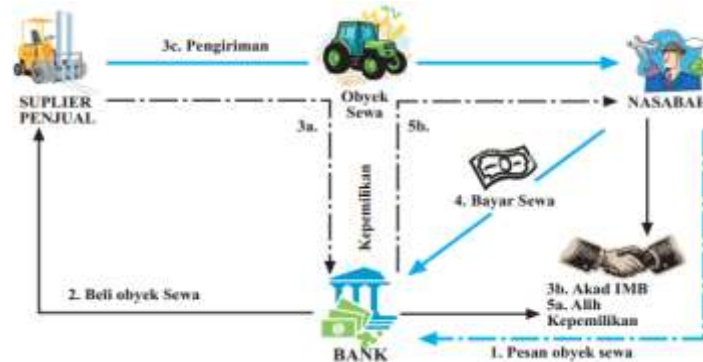 3c. Pengiriman
SUPLIER
PENJUAL
Obyek
Sewa
NASABAH
3a.
5b.
Kepemilikan
4. Bayar Sewa
2. Beli obyek Sewa
3b. Akad IMB
5a. Alih
Kepemilikan
BANK
1. Pesan obyek sewa